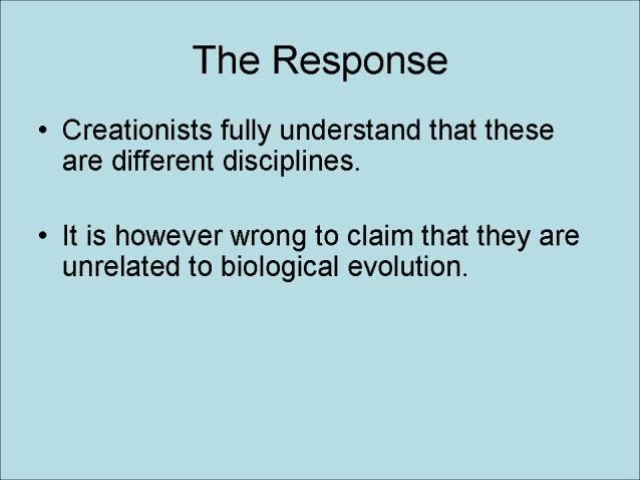 The Response
• Creationists fully understand that these
are different disciplines.
• It is however wrong to claim that they are
unrelated to biological evolution.